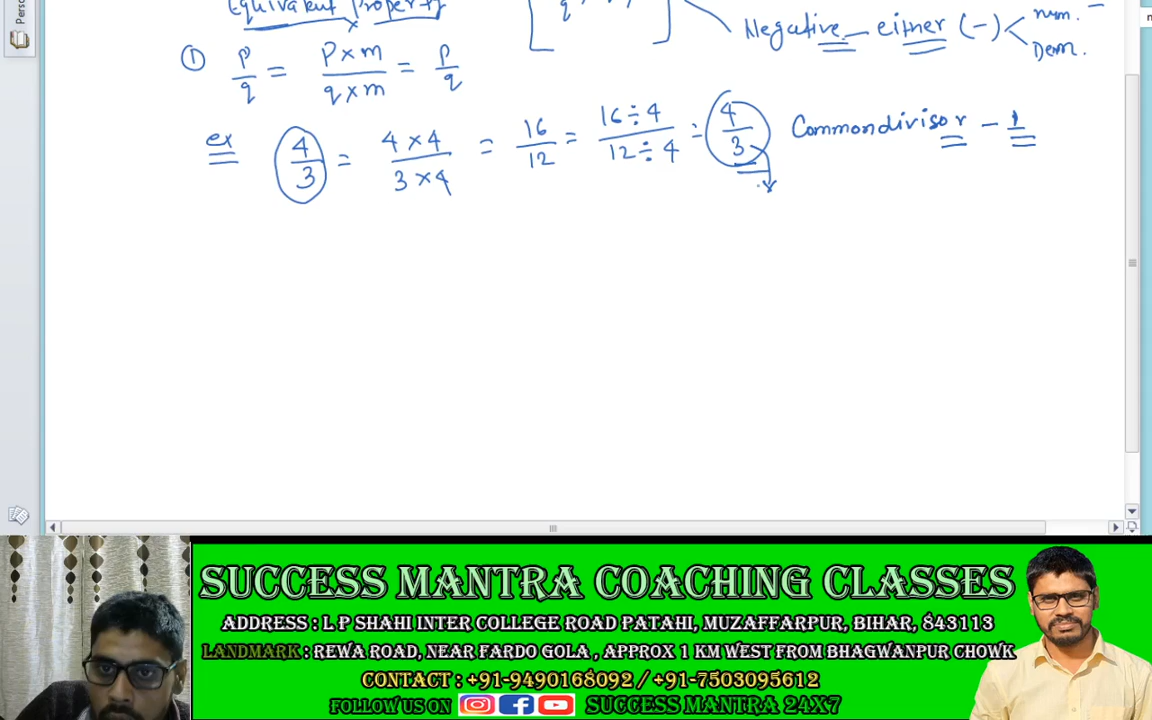 Perso
Equivalent Property
Negative - either (-) < num. -
Dem.
① p/q = p×m/q×m = p/q
ex 4/3 = 4×4/3×4 = 16/12 = 16÷4/12÷4 = 4/3 Commondivisor - 1
SUCCESS MANTRA COACHING CLASSES
ADDRESS : L P SHAHI INTER COLLEGE ROAD PATAHI, MUZAFFARPUR, BIHAR, 843113
LANDMARK : REWA ROAD, NEAR FARDO GOLA , APPROX 1 KM WEST FROM BHAGWANPUR CHOWK
CONTACT : +91-9490168092 / +91-7503095612
FOLLOW US ON SUCCESS MANTRA 24X7